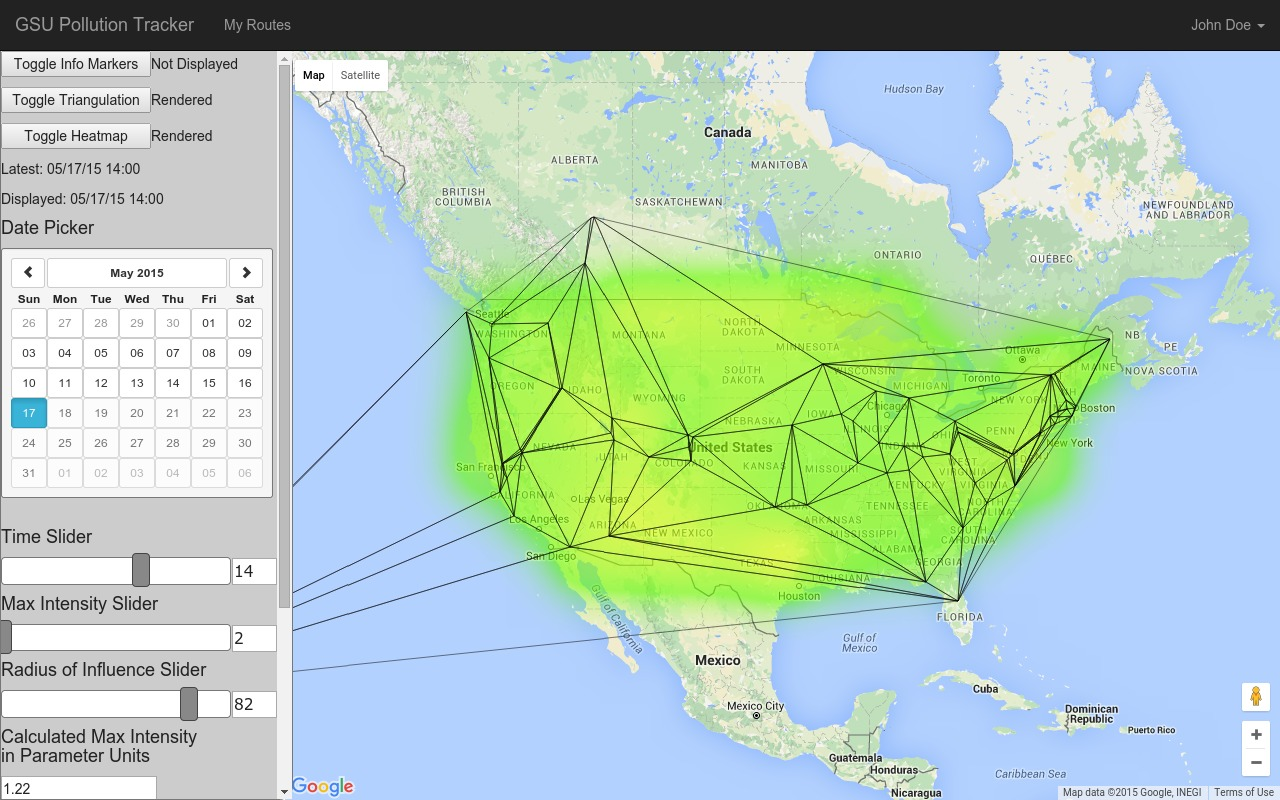 GSU Pollution Tracker My Routes John Doe
Toggle Info Markers Not Displayed
Toggle Triangulation Rendered
Toggle Heatmap Rendered
Latest: 05/17/15 14:00
Displayed: 05/17/15 14:00
Date Picker
May 2015
Sun Mon Tue Wed Thu Fri Sat
26 27 28 29 30 01 02
03 04 05 06 07 08 09
10 11 12 13 14 15 16
17 18 19 20 21 22 23
24 25 26 27 28 29 30
31 01 02 03 04 05 06
Time Slider
14
Max Intensity Slider
2
Radius of Influence Slider
82
Calculated Max Intensity
in Parameter Units
1.22
Map Satellite
Hudson Bay
Canada
ALBERTA
MANITOBA
BRITISH
COLUMBIA
SASKATCHEWAN
NEWFOUNDLAND
AND LABRADOR
ONTARIO
QUÉBEC
Seattle
WASHINGTON
MONTANA
NORTH
DAKOTA
MINNESOTA
NB
PE
Ottawa
MAINE
NOVA SCOTIA
OREGON
IDAHO
SOUTH
DAKOTA
WISCONSIN
MICHIGAN
Toronto
WYOMING
NEW YORK
NH
IOWA
Chicago
Boston
NEBRASKA
ILLINOIS
PENN
NEVADA
United States
New York
UTAH
COLORADO
KANSAS
MISSOURI
San Francisco
WEST
VIRGINIA
KENTUCKY
VIRGINIA
CALIFORNIA
Las Vegas
OKLAHOMA
TENNESSEE
NORTH
CAROLINA
Los Angeles
ARIZONA
NEW MEXICO
ARKANSAS
MISSISSIPPI
SOUTH
CAROLINA
ALABAMA
San Diego
TEXAS
GEORGIA
LOUISIANA
Houston
Gulf of
California
FLORIDA
Gulf of
Mexico
Mexico
Cuba
Mexico City
Dominican
Republic
Puerto Rico
Guatemala
Honduras
Caribbean Sea
Nicaragua
Google
Map data ©2015 Google, INEGI Terms of Use